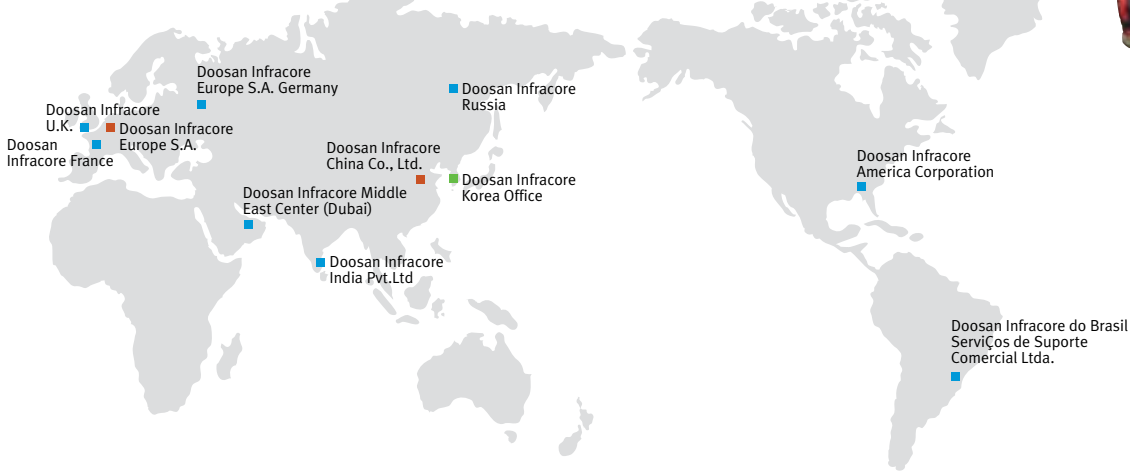 Doosan Infracore
Europe S.A. Germany
Doosan Infracore
Russia
Doosan Infracore
U.K.
Doosan Infracore
Europe S.A.
Doosan
Infracore France
Doosan Infracore
China Co., Ltd.
Doosan Infracore
Korea Office
Doosan Infracore
America Corporation
Doosan Infracore Middle
East Center (Dubai)
Doosan Infracore
India Pvt.Ltd
Doosan Infracore do Brasil
ServiÇos de Suporte
Comercial Ltda.